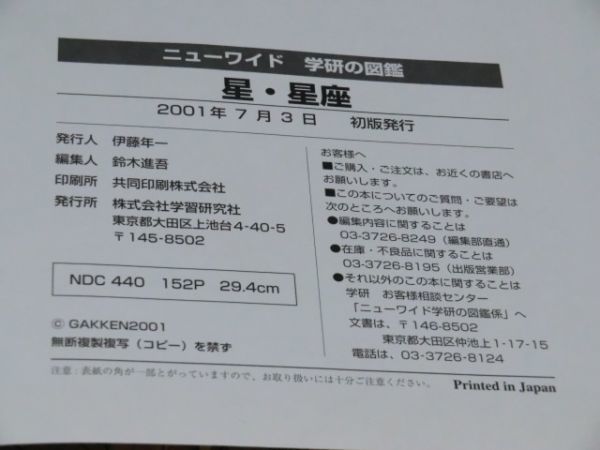 ニューワイド 学研の図鑑
星・星座
2001年7月3日 初版発行
発行人 伊藤年一
編集人 鈴木進吾
印刷所 共同印刷株式会社
発行所 株式会社学習研究社
東京都大田区上池台4-40-5
〒145-8502
NDC 440 152P 29.4cm
© GAKKEN2001
無断複製複写（コピー）を禁ず
お客様へ
■ご購入・ご注文は、お近くの書店へ
お願いします。
■この本についてのご質問・ご要望は
次のところへお願いします。
●編集内容に関することは
03-3726-8249（編集部直通）
●在庫・不良品に関することは
03-3726-8195（出版営業部）
●それ以外のこの本に関することは
学研 お客様相談センター
「ニューワイド学研の図鑑係」へ
文書は、〒146-8502
東京都大田区仲池上1-17-15
電話は、03-3726-8124
注意：表紙の角が一部とがっていますので、お取り扱いには十分ご注意ください。
Printed in Japan